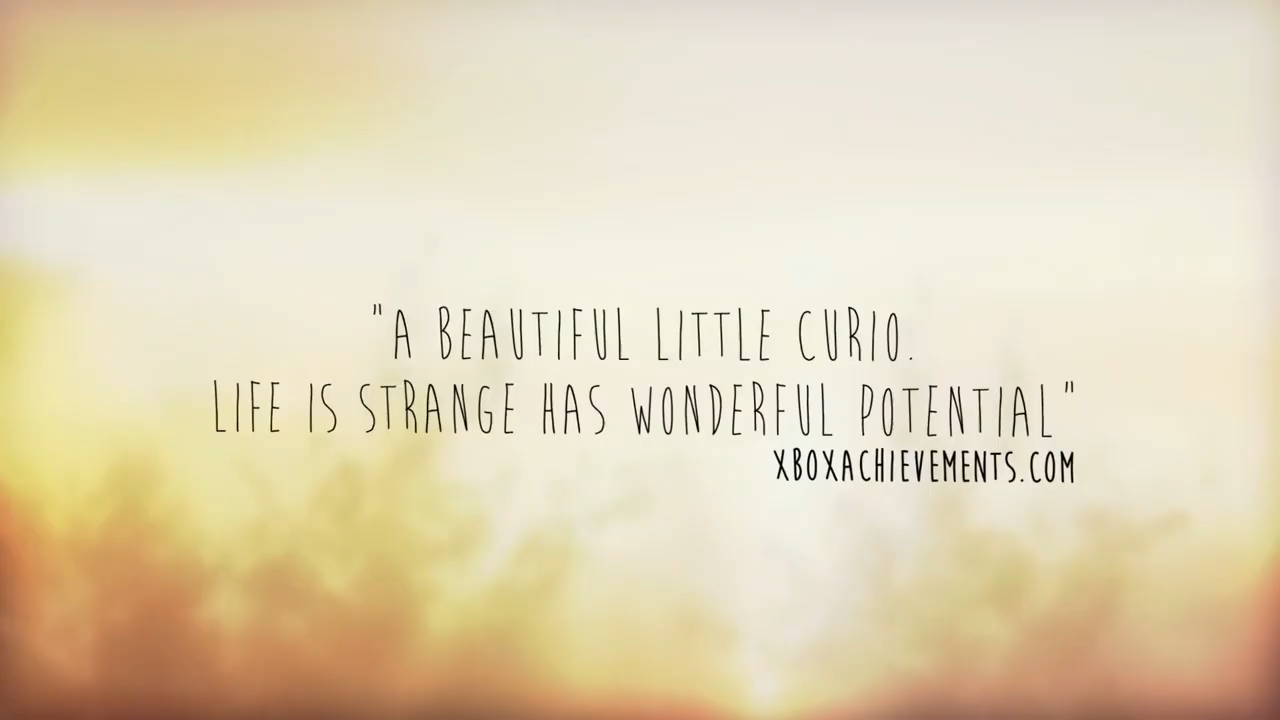 "A BEAUTIFUL LITTLE CURIO.
LIFE IS STRANGE HAS WONDERFUL POTENTIAL"
XBOXACHIEVEMENTS.COM